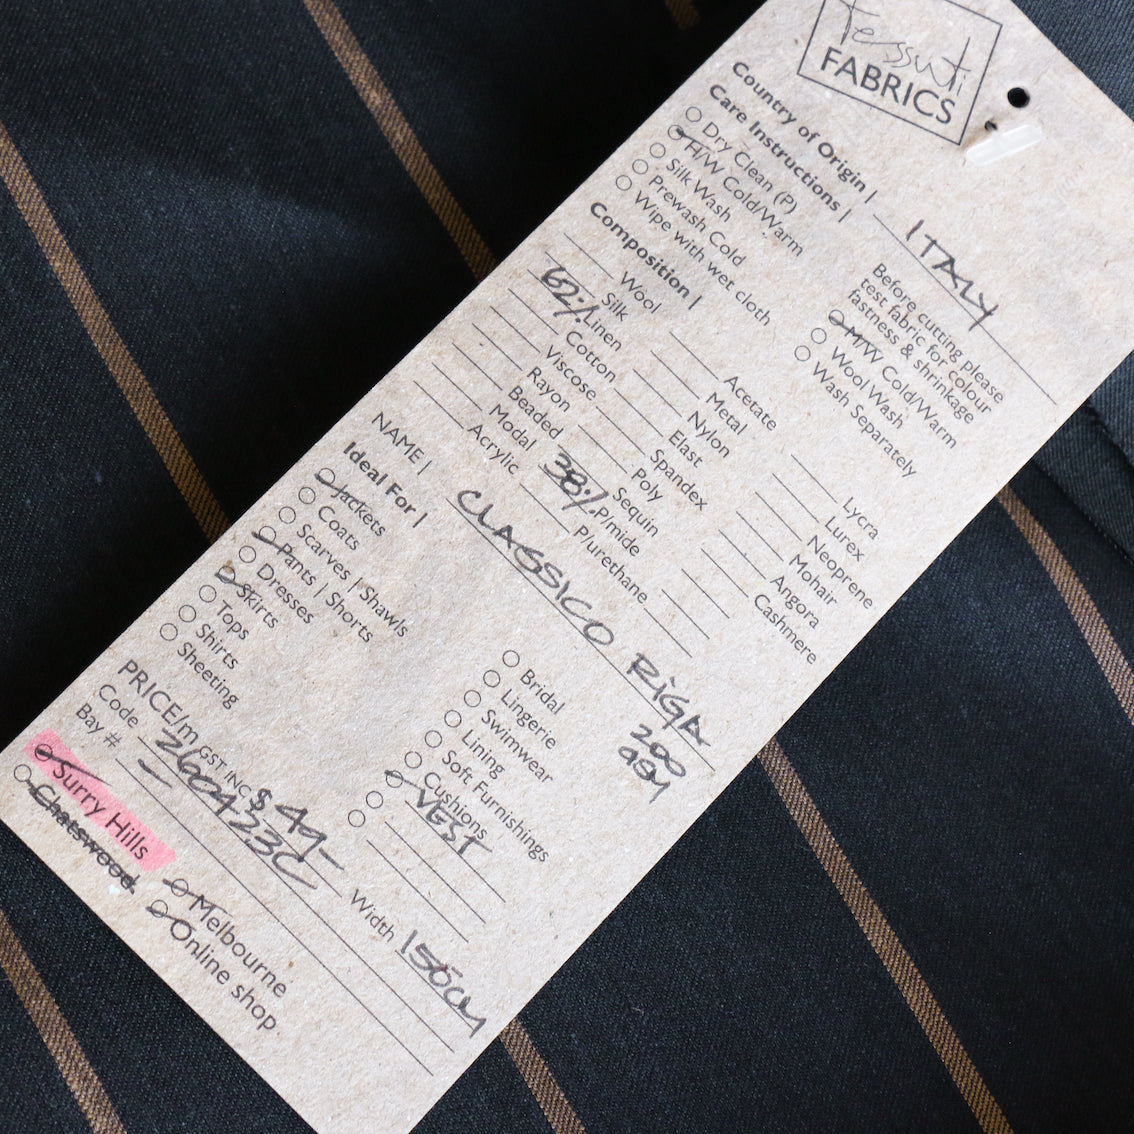 Tessuti
FABRICS
Country of Origin | ITALY
Care Instructions |
Before cutting please
test fabric for colour
fastness & shrinkage
Dry Clean (P)
H/W Cold/Warm
Silk Wash
Prewash Cold
Wipe with wet cloth
M/W Cold/Warm
Wool Wash
Wash Separately
Composition |
Wool
Silk
62% Linen
Cotton
Viscose
Rayon
Beaded
Modal
Acrylic
Acetate
Metal
Nylon
Elast
Spandex
Poly
Sequin
38% P/mide
P/urethane
Lycra
Lurex
Neoprene
Mohair
Angora
Cashmere
NAME | CLASSICO RIGA
200
GSM
Ideal For |
Jackets
Coats
Scarves | Shawls
Pants | Shorts
Dresses
Skirts
Tops
Shirts
Sheeting
Bridal
Lingerie
Swimwear
Lining
Soft Furnishings
Cushions
VEST
PRICE/m GST INC $49-
Code 260423C
Width 150cm
Bay # -
Surry Hills
Chatswood
Melbourne
Online shop